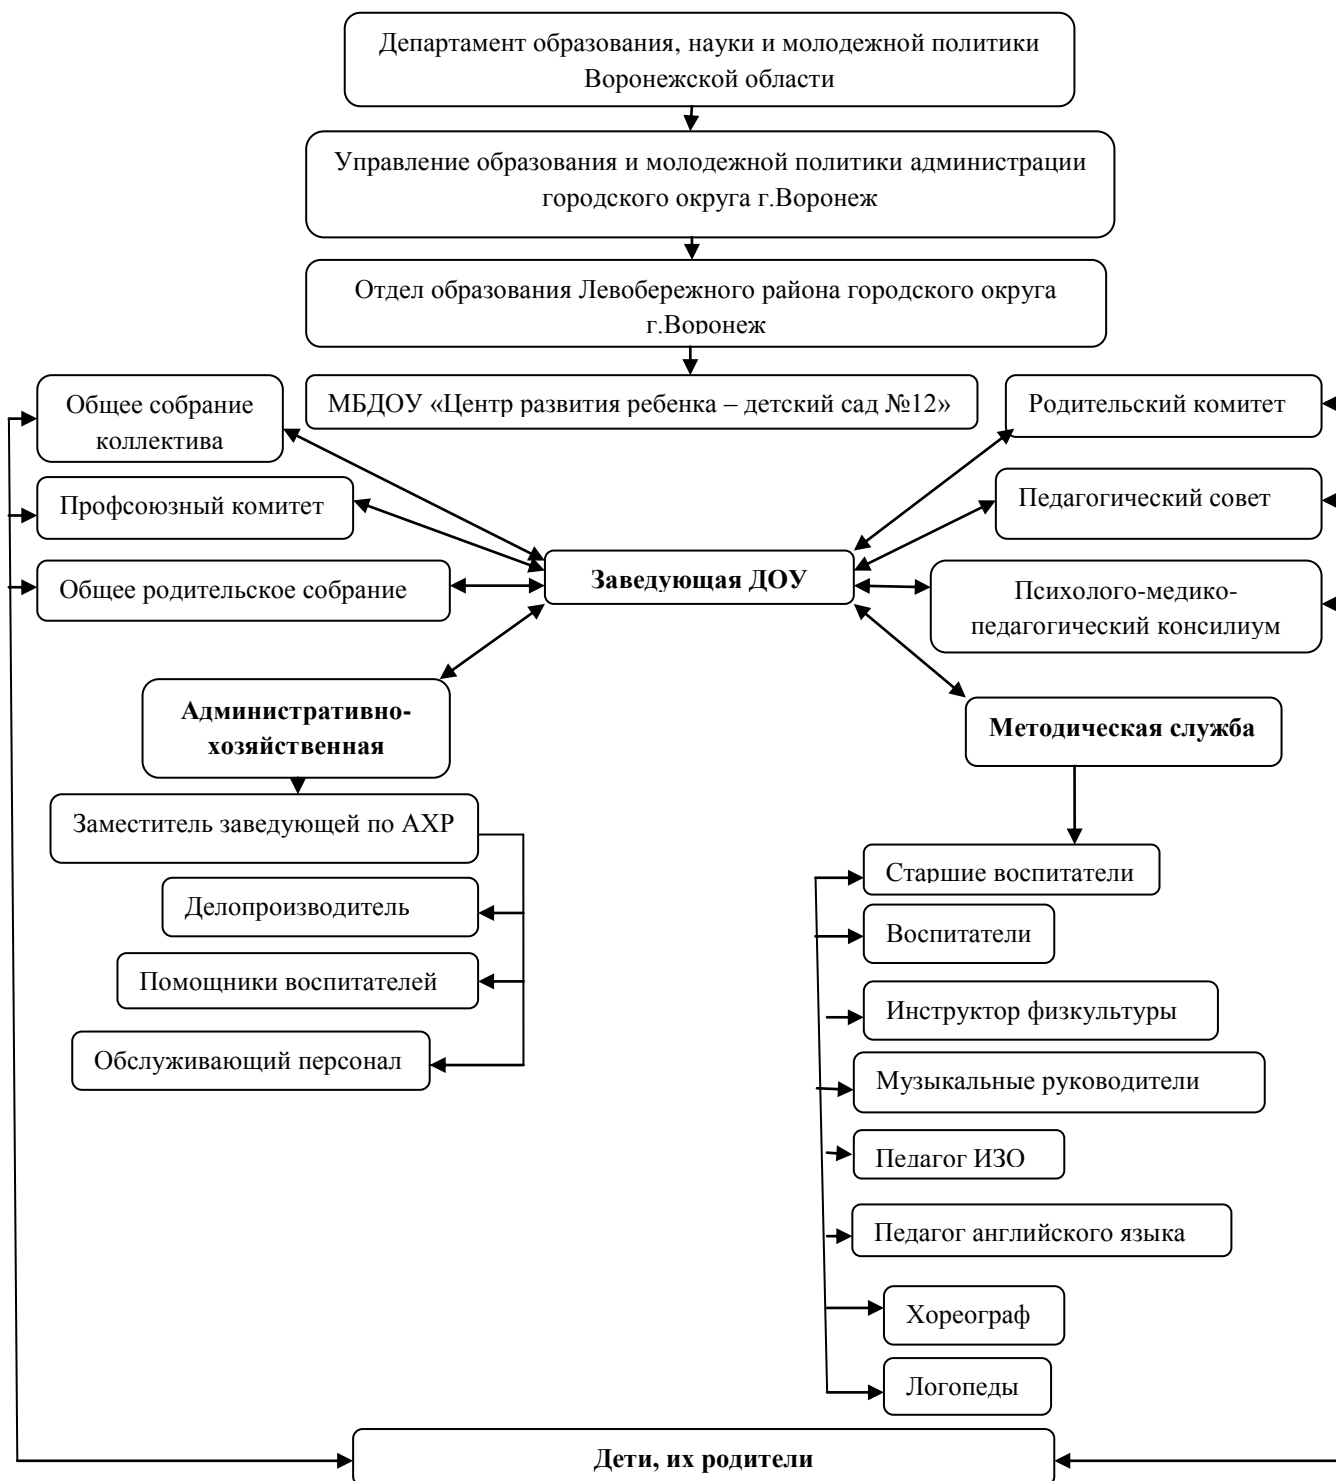 Департамент образования, науки и молодежной политики
Воронежской области
Управление образования и молодежной политики администрации
городского округа г.Воронеж
Отдел образования Левобережного района городского округа
г.Воронеж
МБДОУ «Центр развития ребенка – детский сад №12»
Общее собрание
коллектива
Профсоюзный комитет
Общее родительское собрание
Заведующая ДОУ
Родительский комитет
Педагогический совет
Психолого-медико-
педагогический консилиум
Административно-
хозяйственная
Заместитель заведующей по АХР
Делопроизводитель
Помощники воспитателей
Обслуживающий персонал
Методическая служба
Старшие воспитатели
Воспитатели
Инструктор физкультуры
Музыкальные руководители
Педагог ИЗО
Педагог английского языка
Хореограф
Логопеды
Дети, их родители